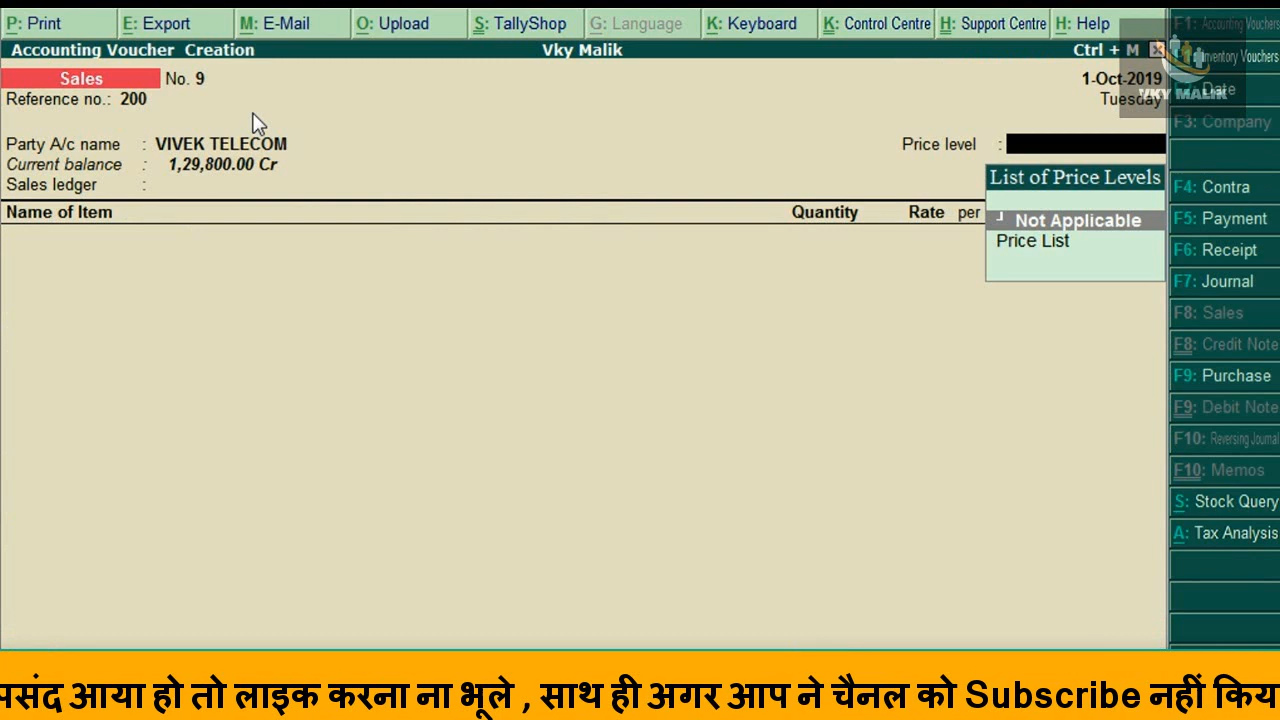 P: Print E: Export M: E-Mail O: Upload S: TallyShop G: Language K: Keyboard K: Control Centre H: Support Centre H: Help F1: Accounting Vouchers
Accounting Voucher Creation Vky Malik Ctrl + M Inventory Vouchers
Sales No. 9 1-Oct-2019 Date
Reference no.: 200 Tuesday VKY MALIK
F3: Company
Party A/c name : VIVEK TELECOM Price level :
Current balance : 1,29,800.00 Cr
Sales ledger :
List of Price Levels
F4: Contra
Name of Item Quantity Rate per
Not Applicable F5: Payment
Price List F6: Receipt
F7: Journal
F8: Sales
F8: Credit Note
F9: Purchase
F9: Debit Note
F10: Reversing Journal
F10: Memos
S: Stock Query
A: Tax Analysis
पसंद आया हो तो लाइक करना ना भूले , साथ ही अगर आप ने चैनल को Subscribe नहीं किया